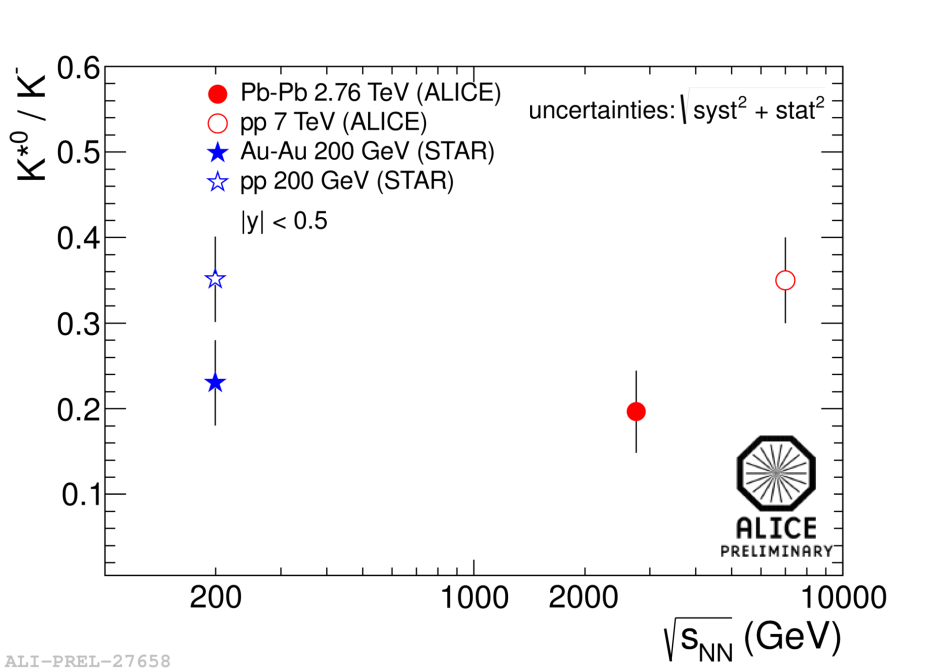 K*0 / K-
0.6
0.5
0.4
0.3
0.2
0.1
Pb-Pb 2.76 TeV (ALICE)
pp 7 TeV (ALICE)
Au-Au 200 GeV (STAR)
pp 200 GeV (STAR)
|y| < 0.5
uncertainties: √syst² + stat²
ALICE
PRELIMINARY
200 1000 2000 10000
√sNN (GeV)
ALI-PREL-27658